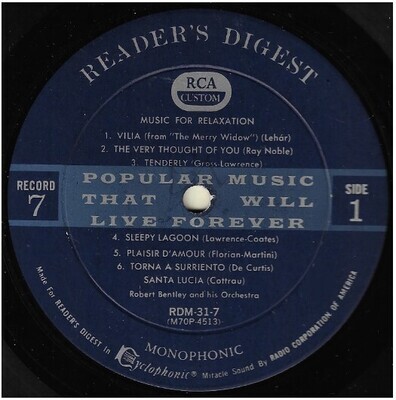 READER'S DIGEST
RCA
CUSTOM
MUSIC FOR RELAXATION
1. VILIA (from "The Merry Widow") (Lehár)
2. THE VERY THOUGHT OF YOU (Ray Noble)
3. TENDERLY (Gross-Lawrence)
RECORD
7
POPULAR MUSIC
THAT WILL
LIVE FOREVER
SIDE
1
4. SLEEPY LAGOON (Lawrence-Coates)
5. PLAISIR D'AMOUR (Florian-Martini)
6. TORNA A SURRIENTO (De Curtis)
SANTA LUCIA (Cottrau)
Robert Bentley and his Orchestra
RDM-31-7
(M70P-4513)
MONOPHONIC
Made For READER'S DIGEST In Cyclophonic® Miracle Sound By RADIO CORPORATION OF AMERICA